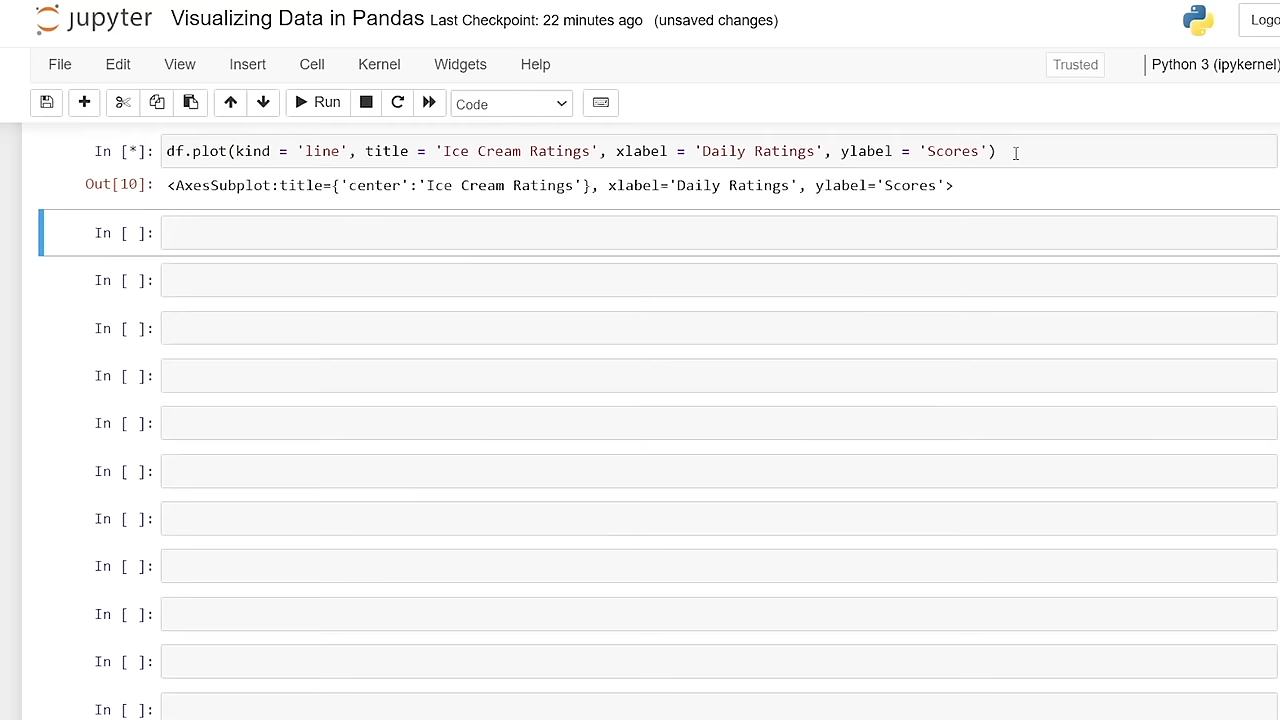 jupyter Visualizing Data in Pandas Last Checkpoint: 22 minutes ago (unsaved changes)
Logo
File Edit View Insert Cell Kernel Widgets Help Trusted Python 3 (ipykernel)
Run Code
In [*]: df.plot(kind = 'line', title = 'Ice Cream Ratings', xlabel = 'Daily Ratings', ylabel = 'Scores')
Out[10]: <AxesSubplot:title={'center':'Ice Cream Ratings'}, xlabel='Daily Ratings', ylabel='Scores'>
In [ ]:
In [ ]:
In [ ]:
In [ ]:
In [ ]:
In [ ]:
In [ ]:
In [ ]:
In [ ]:
In [ ]:
In [ ]: